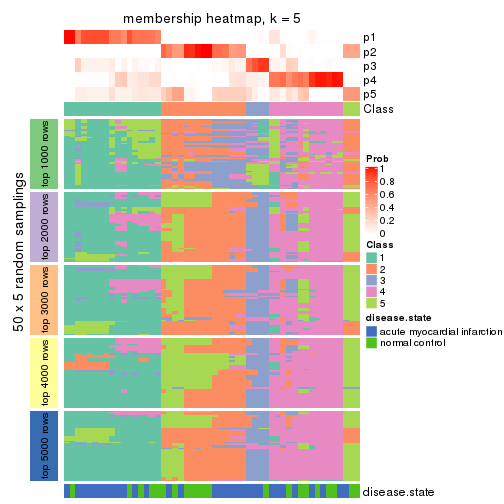 membership heatmap, k = 5
p1
p2
p3
p4
p5
Class
50 x 5 random samplings
top 1000 rows
top 2000 rows
top 3000 rows
top 4000 rows
top 5000 rows
disease.state
Prob
1
0.8
0.6
0.4
0.2
0
Class
1
2
3
4
5
disease.state
acute myocardial infarction
normal control